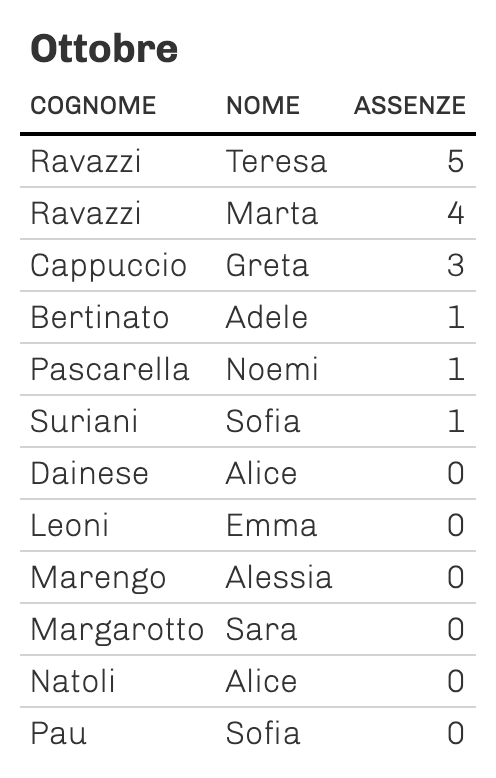 Ottobre
COGNOME NOME ASSENZE
Ravazzi Teresa 5
Ravazzi Marta 4
Cappuccio Greta 3
Bertinato Adele 1
Pascarella Noemi 1
Suriani Sofia 1
Dainese Alice 0
Leoni Emma 0
Marengo Alessia 0
Margarotto Sara 0
Natoli Alice 0
Pau Sofia 0